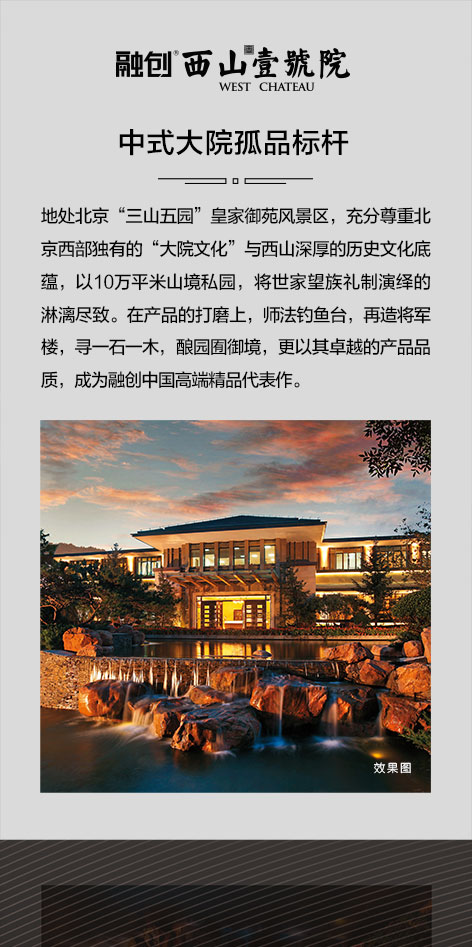 融创® 西山壹號院
WEST CHATEAU
中式大院孤品标杆
地处北京“三山五园”皇家御苑风景区，充分尊重北
京西部独有的“大院文化”与西山深厚的历史文化底
蕴，以10万平米山境私园，将世家望族礼制演绎的
淋漓尽致。在产品的打磨上，师法钓鱼台，再造将军
楼，寻一石一木，酿园囿御境，更以其卓越的产品品
质，成为融创中国高端精品代表作。
效果图